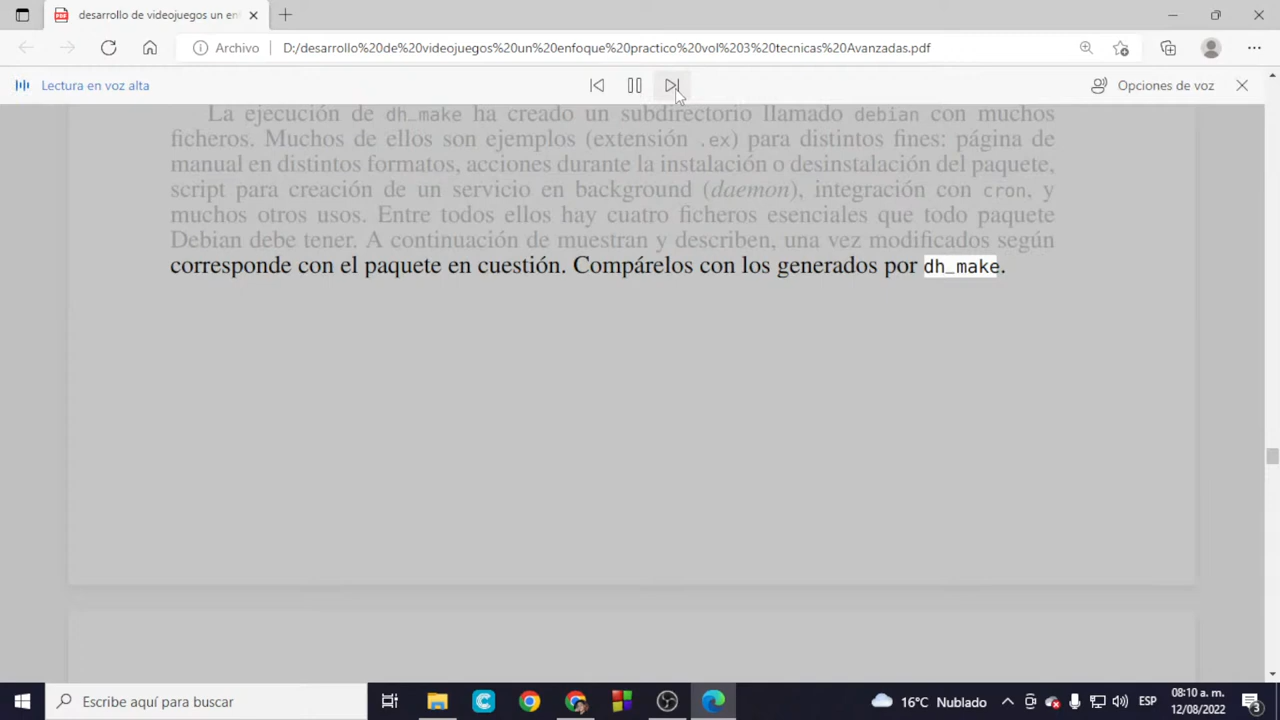 desarrollo de videojuegos un en
Archivo
D:/desarrollo%20de%20videojuegos%20un%20enfoque%20practico%20vol%203%20tecnicas%20Avanzadas.pdf
Lectura en voz alta
Opciones de voz
La ejecución de dh_make ha creado un subdirectorio llamado debian con muchos
ficheros. Muchos de ellos son ejemplos (extensión .ex) para distintos fines: página de
manual en distintos formatos, acciones durante la instalación o desinstalación del paquete,
script para creación de un servicio en background (daemon), integración con cron, y
muchos otros usos. Entre todos ellos hay cuatro ficheros esenciales que todo paquete
Debian debe tener. A continuación de muestran y describen, una vez modificados según
corresponde con el paquete en cuestión. Compárelos con los generados por dh_make.
Escribe aquí para buscar
16°C Nublado
ESP
08:10 a. m.
12/08/2022
3